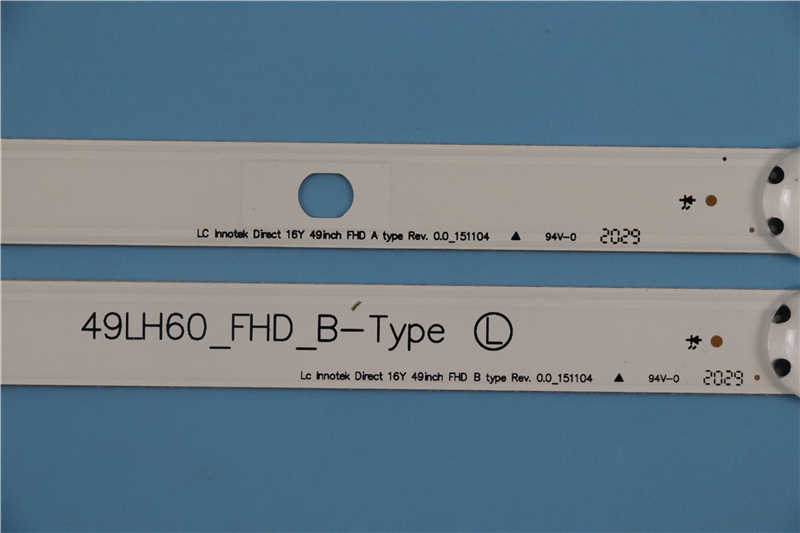 LC Innotek Direct 16Y 49inch FHD A type Rev. 0.0_151104 ▲ 94V-0 2029
49LH60_FHD_B-Type Ⓛ
Lc Innotek Direct 16Y 49inch FHD B type Rev. 0.0_151104 ▲ 94V-0 2029